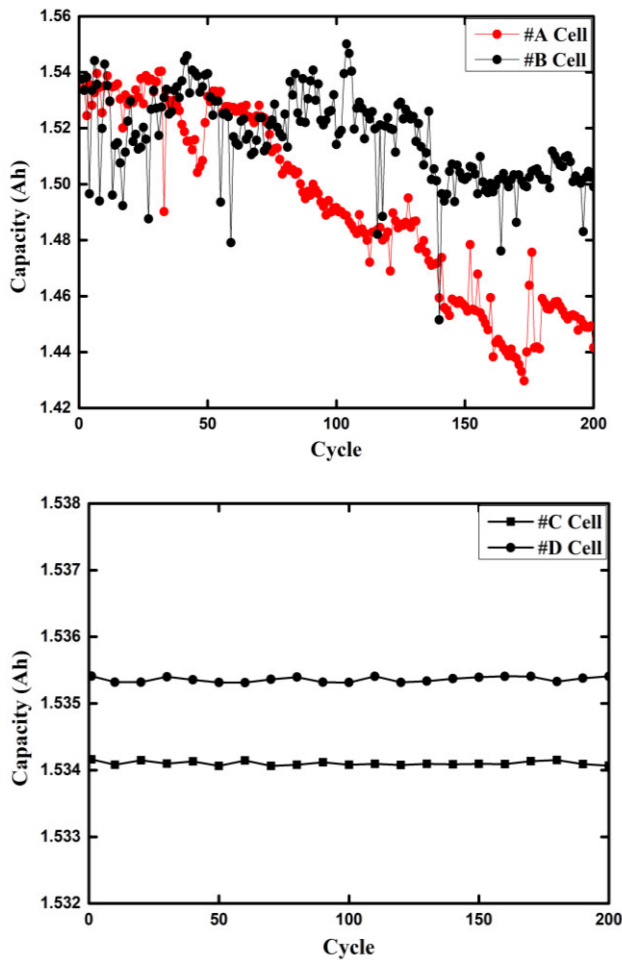 1.56
1.54
1.52
1.50
1.48
1.46
1.44
1.42
Capacity (Ah)
#A Cell
#B Cell
0 50 100 150 200
Cycle
1.538
1.537
1.536
1.535
1.534
1.533
1.532
Capacity (Ah)
#C Cell
#D Cell
0 50 100 150 200
Cycle